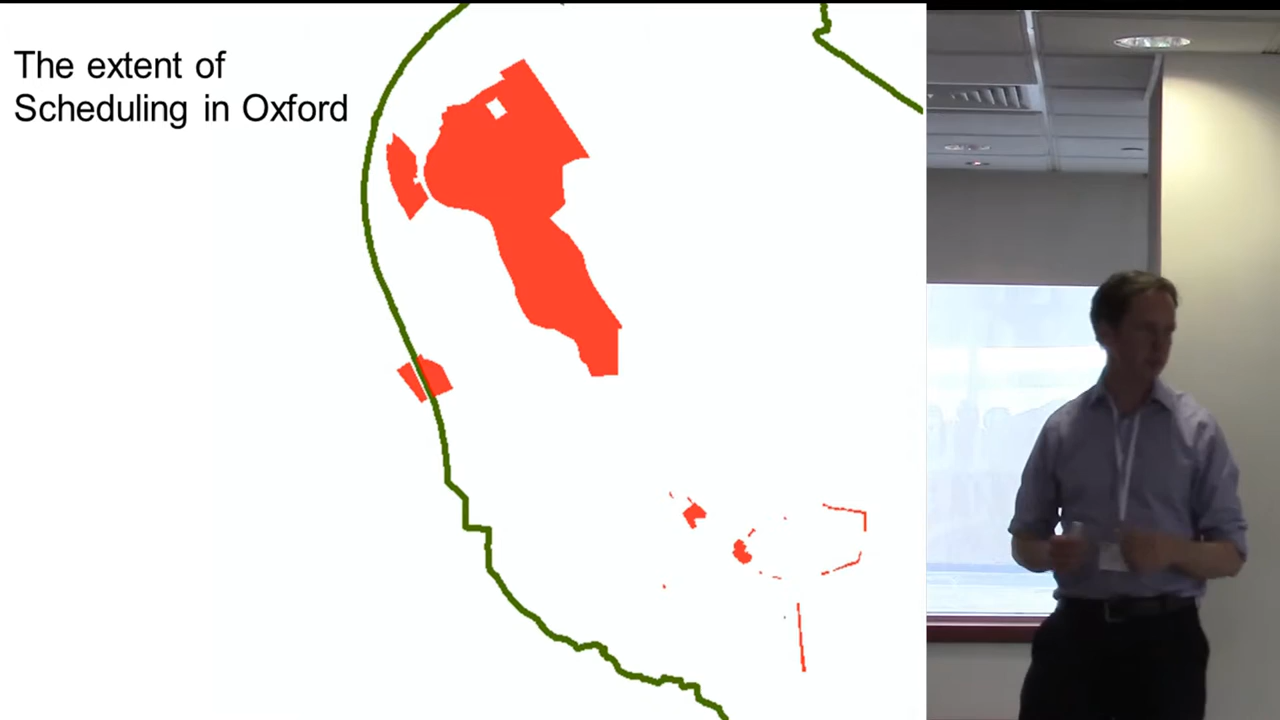 The extent of
Scheduling in Oxford